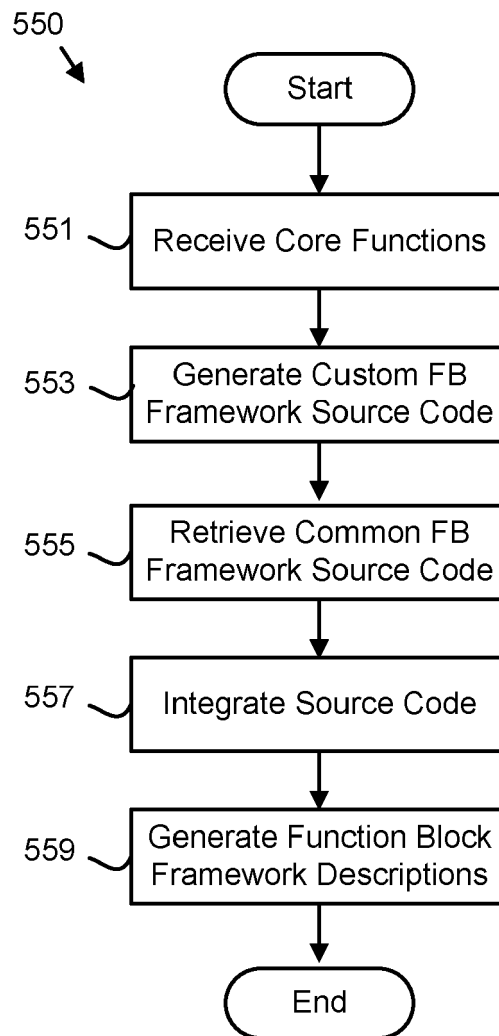 550
Start
551
Receive Core Functions
553
Generate Custom FB
Framework Source Code
555
Retrieve Common FB
Framework Source Code
557
Integrate Source Code
559
Generate Function Block
Framework Descriptions
End